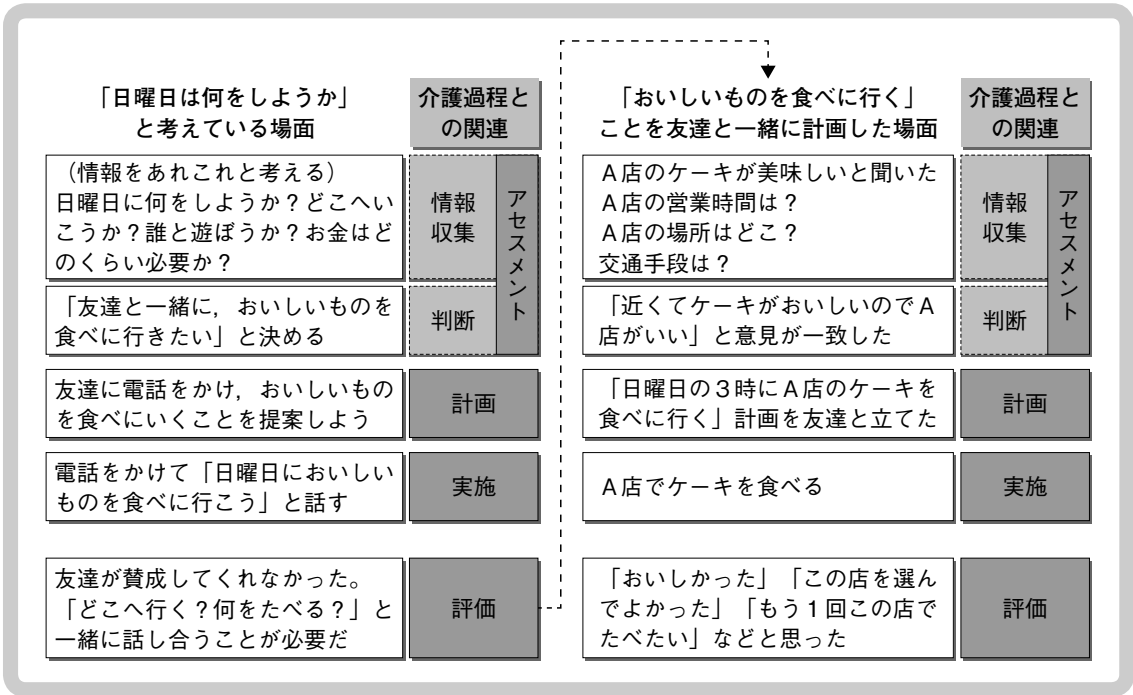 「日曜日は何をしようか」
と考えている場面
介護過程と
の関連
（情報をあれこれと考える）
日曜日に何をしようか？どこへい
こうか？誰と遊ぼうか？お金はど
のくらい必要か？
情報
収集
アセスメント
「友達と一緒に，おいしいものを
食べに行きたい」と決める
判断
友達に電話をかけ，おいしいもの
を食べにいくことを提案しよう
計画
電話をかけて「日曜日においしい
ものを食べに行こう」と話す
実施
友達が賛成してくれなかった。
「どこへ行く？何をたべる？」と
一緒に話し合うことが必要だ
評価
「おいしいものを食べに行く」
ことを友達と一緒に計画した場面
介護過程と
の関連
Ａ店のケーキが美味しいと聞いた
Ａ店の営業時間は？
Ａ店の場所はどこ？
交通手段は？
情報
収集
アセスメント
「近くてケーキがおいしいのでＡ
店がいい」と意見が一致した
判断
「日曜日の３時にＡ店のケーキを
食べに行く」計画を友達と立てた
計画
Ａ店でケーキを食べる
実施
「おいしかった」「この店を選ん
でよかった」「もう１回この店で
たべたい」などと思った
評価